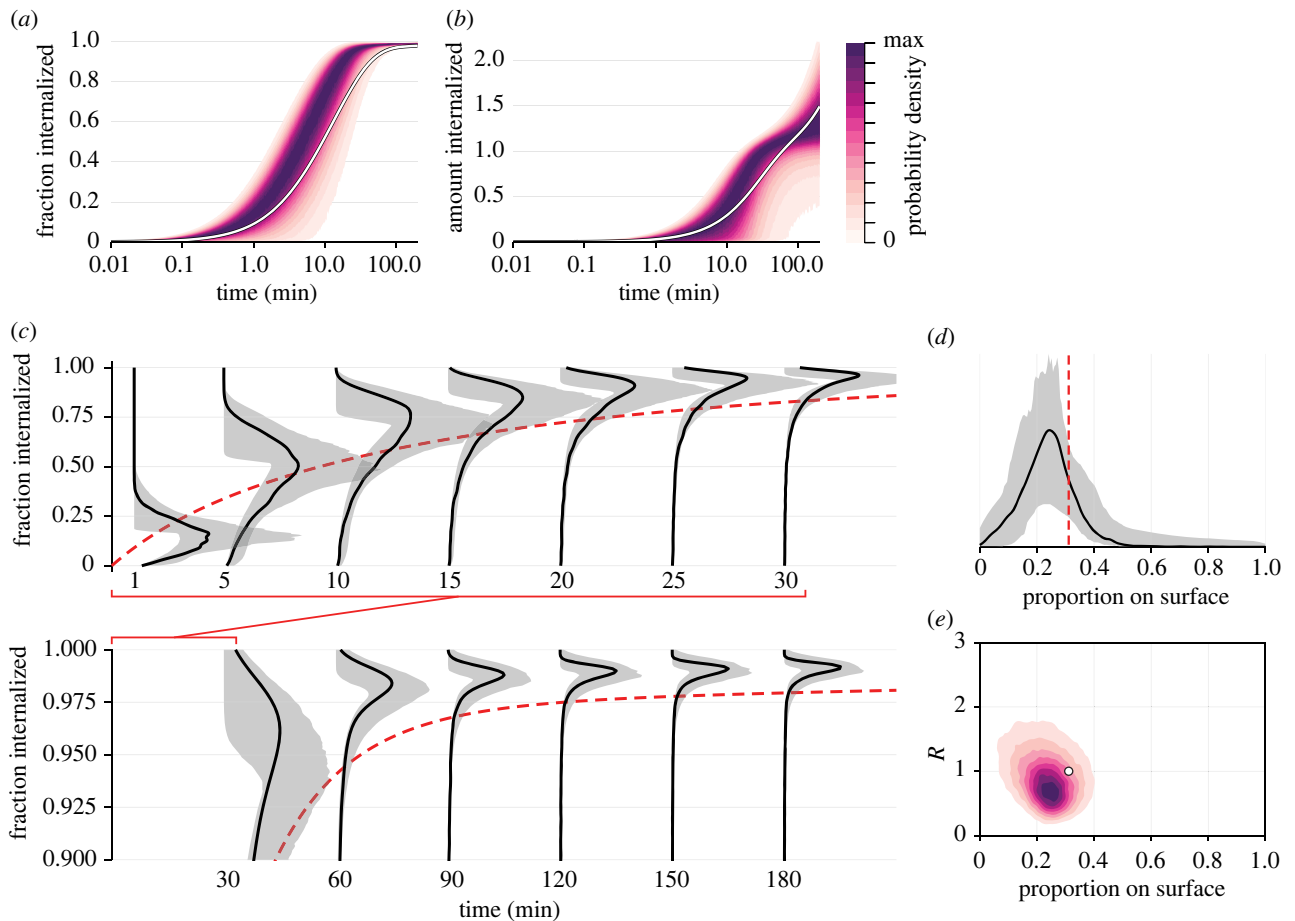 (a)
1.0
0.8
0.6
0.4
0.2
0
fraction internalized
0.01 0.1 1.0 10.0 100.0
time (min)
(b)
2.0
1.5
1.0
0.5
0
amount internalized
0.01 0.1 1.0 10.0 100.0
time (min)
max
0
probability density
(c)
1.00
0.75
0.50
0.25
0
fraction internalized
1 5 10 15 20 25 30
1.000
0.975
0.950
0.925
0.900
fraction internalized
30 60 90 120 150 180
time (min)
(d)
0 0.2 0.4 0.6 0.8 1.0
proportion on surface
(e)
3
2
1
0
R
0 0.2 0.4 0.6 0.8 1.0
proportion on surface